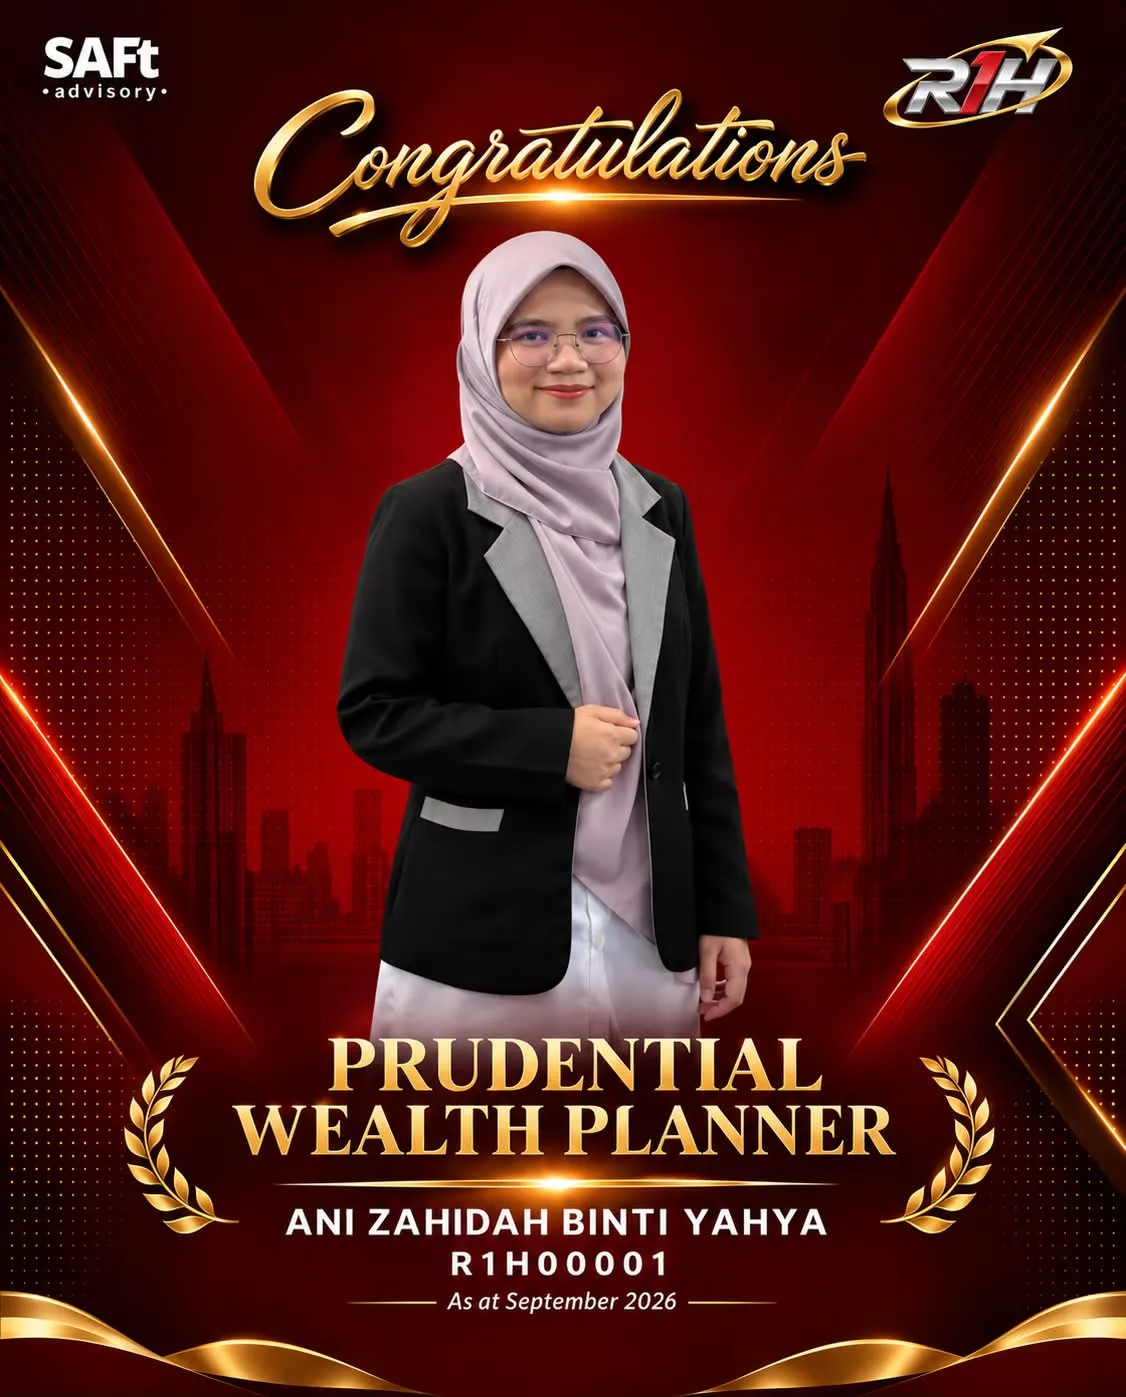 SAFt
•advisory•
R1H
Congratulations
PRUDENTIAL
WEALTH PLANNER
ANI ZAHIDAH BINTI YAHYA
R1H00001
As at September 2026